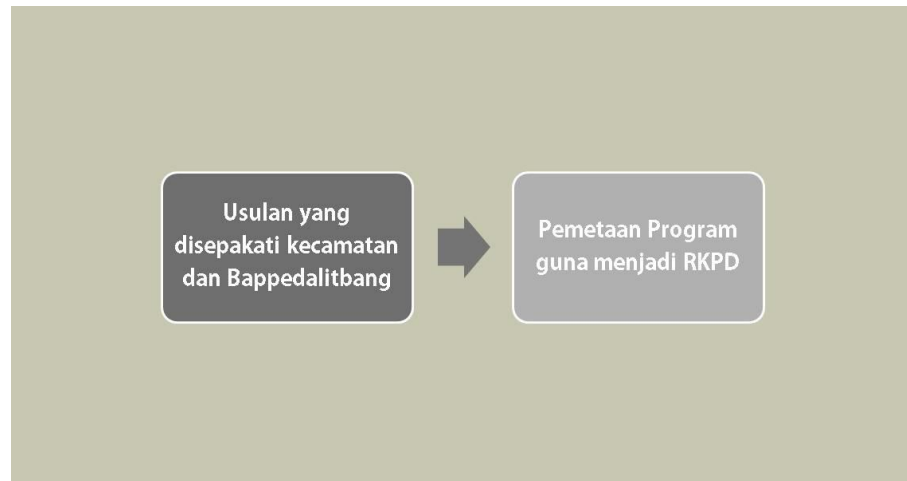 Usulan yang
disepakati kecamatan
dan Bappedalitbang
Pemetaan Program
guna menjadi RKPD